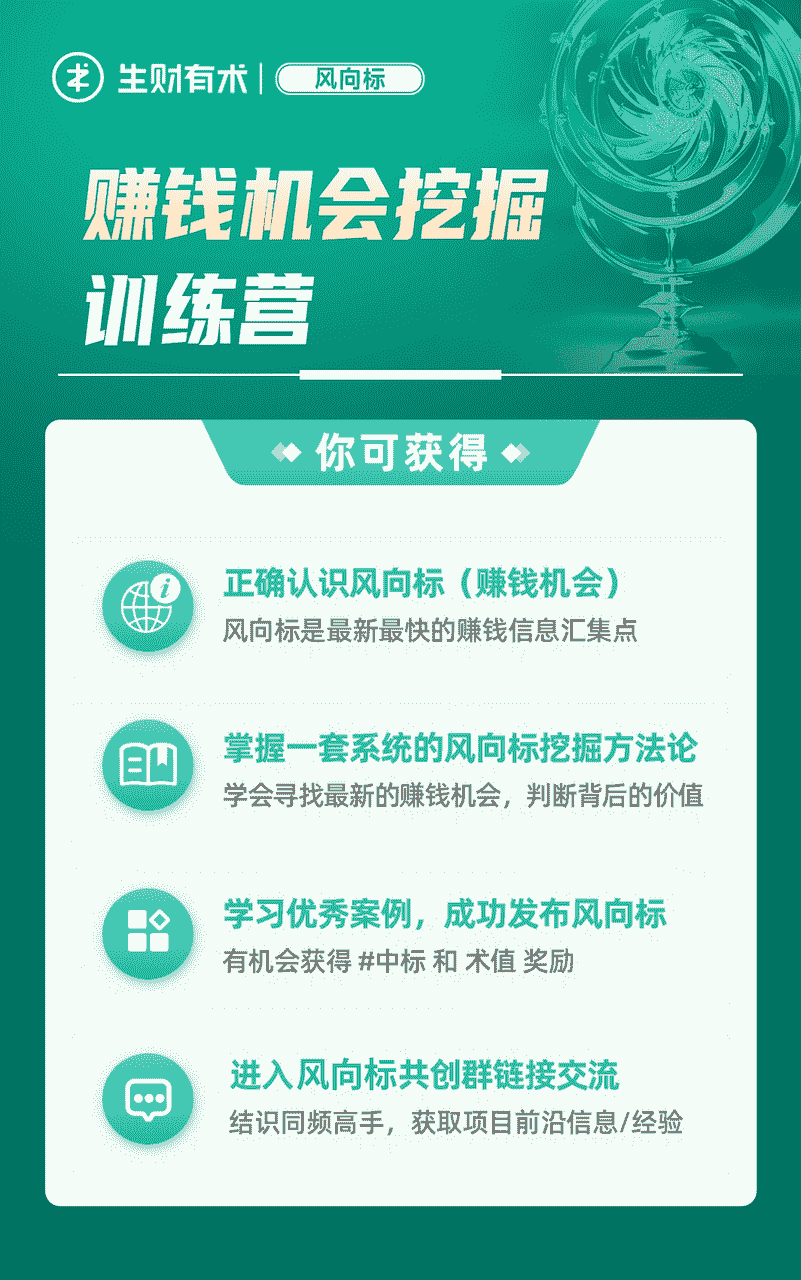 生财有术 | 风向标
赚钱机会挖掘
训练营
你可获得
正确认识风向标（赚钱机会）
风向标是最新最快的赚钱信息汇集点
掌握一套系统的风向标挖掘方法论
学会寻找最新的赚钱机会，判断背后的价值
学习优秀案例，成功发布风向标
有机会获得 #中标 和 术值 奖励
进入风向标共创群链接交流
结识同频高手，获取项目前沿信息/经验